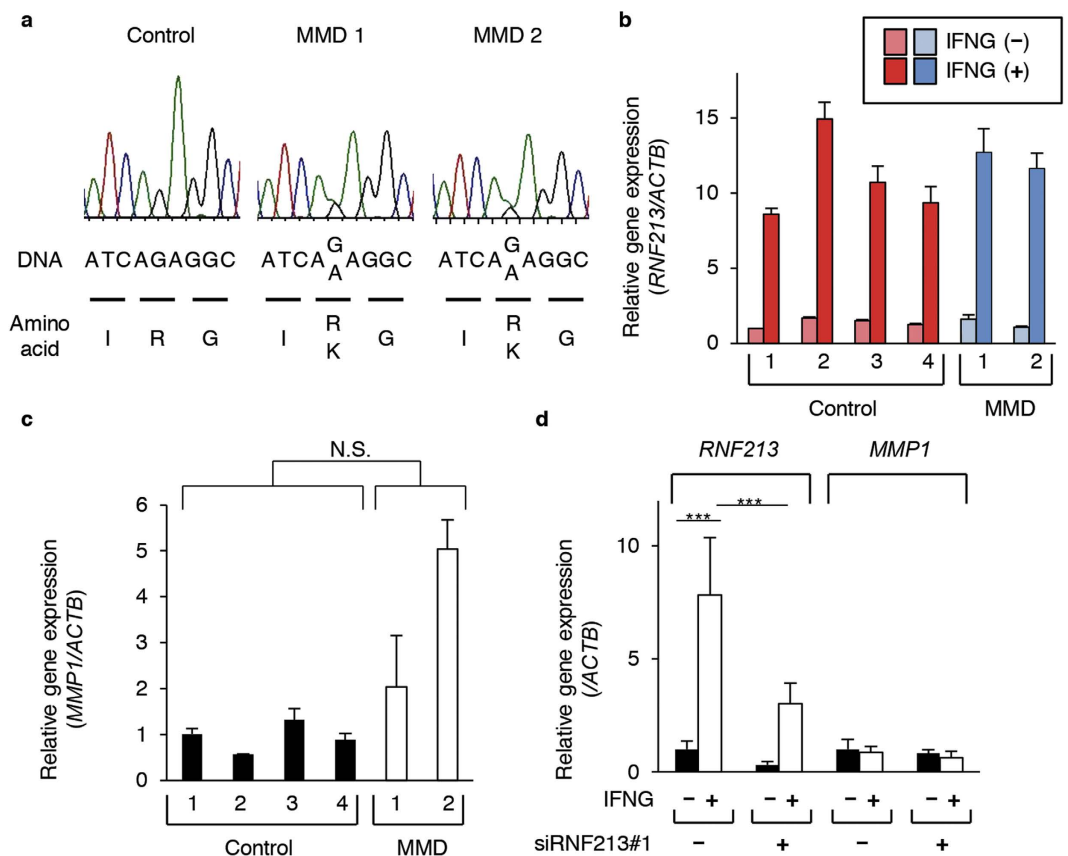 a
Control MMD 1 MMD 2
G G
DNA ATCAGAGGC ATCA AGGC ATCA AGGC
A A
R R
Amino acid I R G I G I G
K K
b
IFNG (−)
IFNG (+)
Relative gene expression
(RNF213/ACTB)
15
10
5
0
1 2 3 4 1 2
Control MMD
c
N.S.
Relative gene expression
(MMP1/ACTB)
6
5
4
3
2
1
0
1 2 3 4 1 2
Control MMD
d
RNF213 MMP1
*** ***
Relative gene expression
(/ACTB)
10
5
0
IFNG − + − + − + − +
siRNF213#1 − + − +